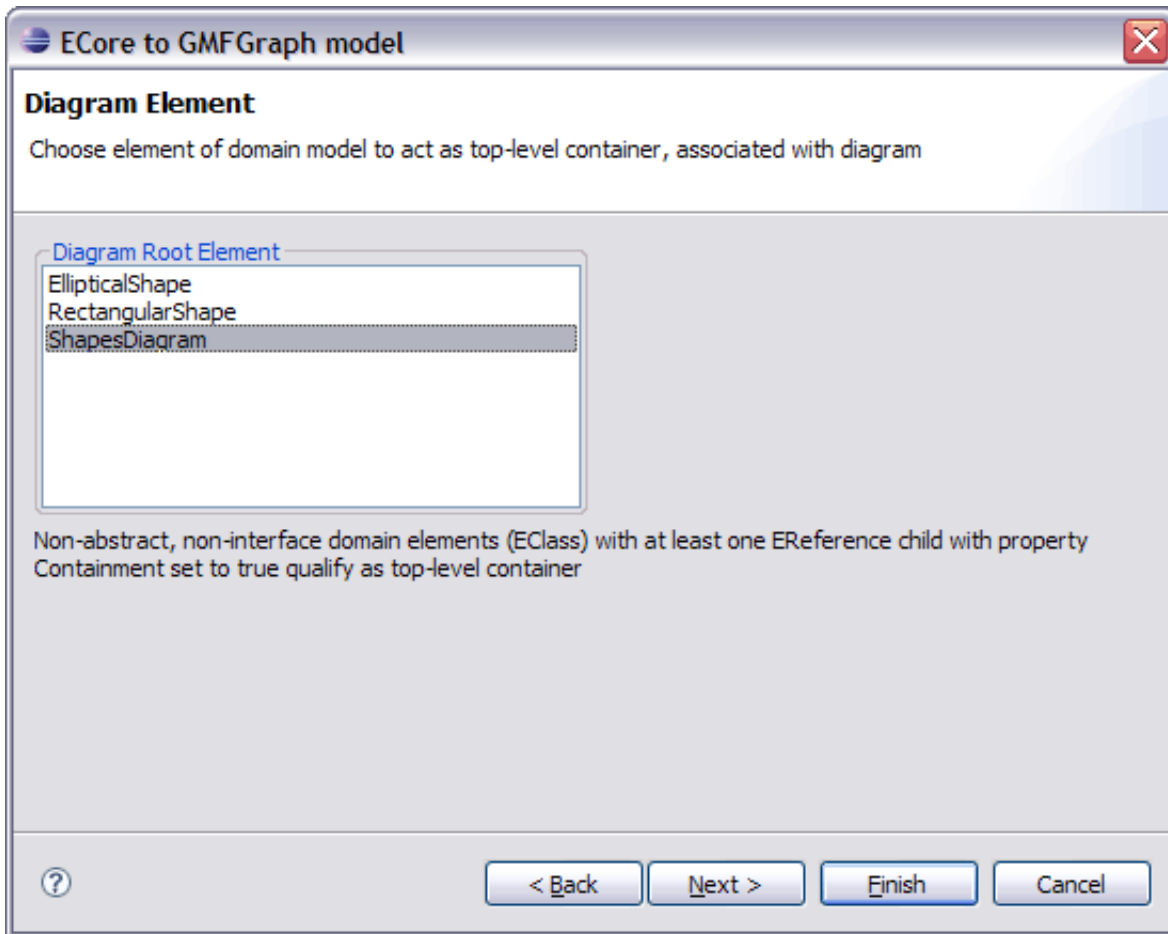 ECore to GMFGraph model
Diagram Element
Choose element of domain model to act as top-level container, associated with diagram
Diagram Root Element
EllipticalShape
RectangularShape
ShapesDiagram
Non-abstract, non-interface domain elements (EClass) with at least one EReference child with property
Containment set to true qualify as top-level container
?
< Back
Next >
Finish
Cancel